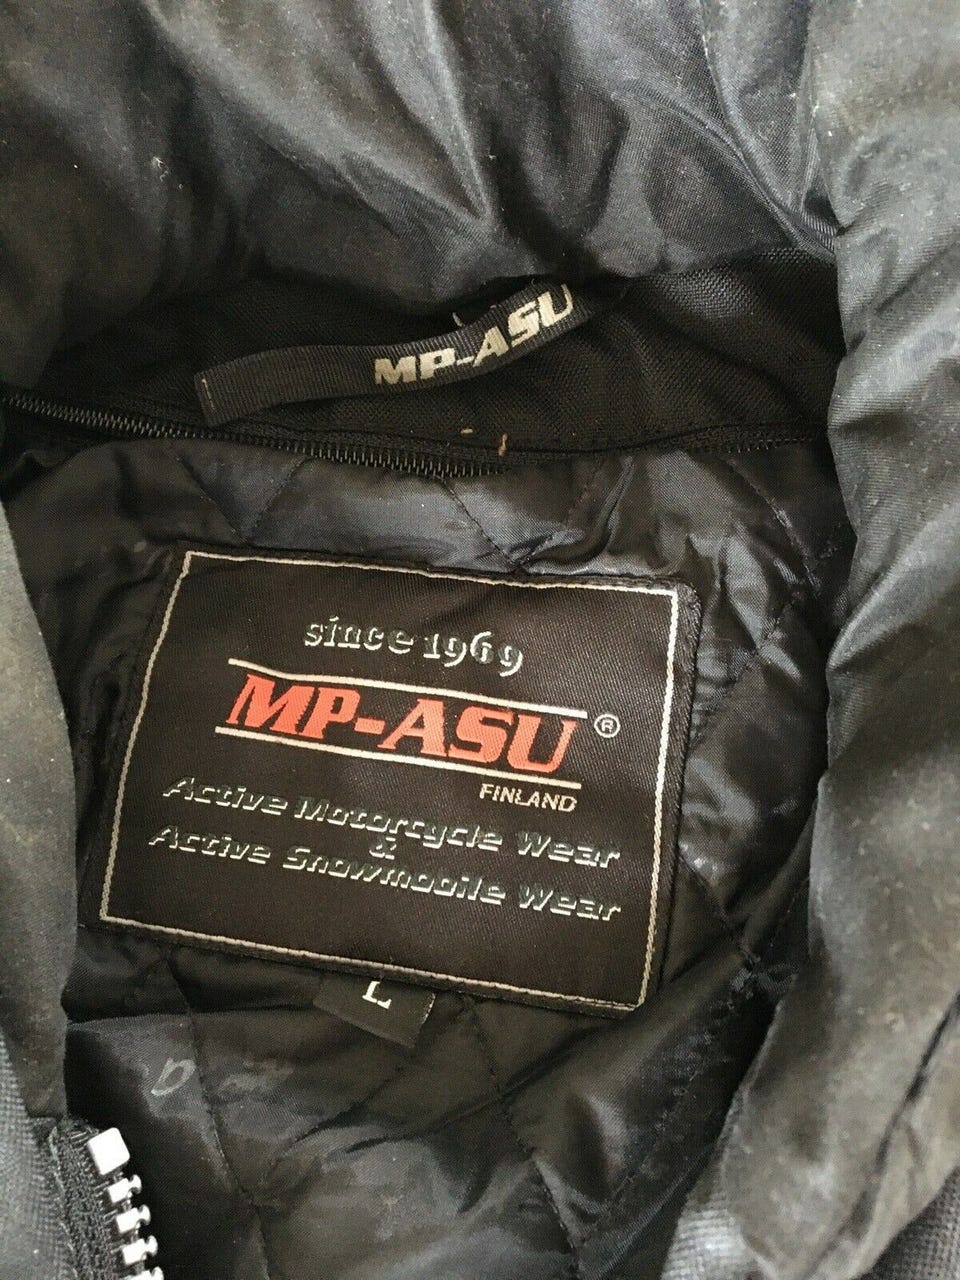 MP-ASU
since 1969
MP-ASU ®
FINLAND
Active Motorcycle Wear
&
Active Snowmobile Wear
L